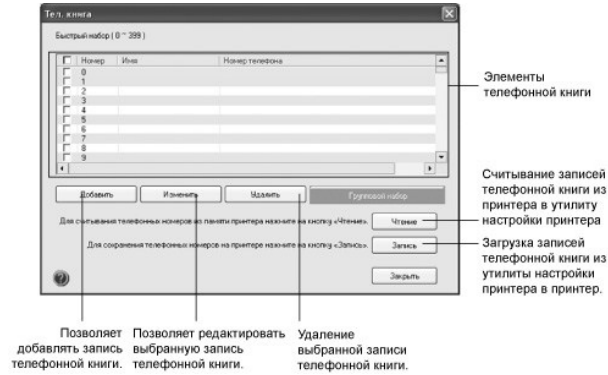 Тел. книга
Быстрый набор ( 0 ~ 399 )
Номер Имя Номер телефона
0
1
2
3
4
5
6
7
8
9
Элементы
телефонной книги
Добавить Изменить Удалить Групповой набор
Для считывания телефонных номеров из памяти принтера нажмите на кнопку «Чтение». Чтение
Для сохранения телефонных номеров на принтере нажмите на кнопку «Запись». Запись
Закрыть
Считывание записей
телефонной книги из
принтера в утилиту
настройки принтера
Загрузка записей
телефонной книги из
утилиты настройки
принтера в принтер.
Позволяет
добавлять запись
телефонной книги.
Позволяет редактировать
выбранную запись
телефонной книги.
Удаление
выбранной записи
телефонной книги.